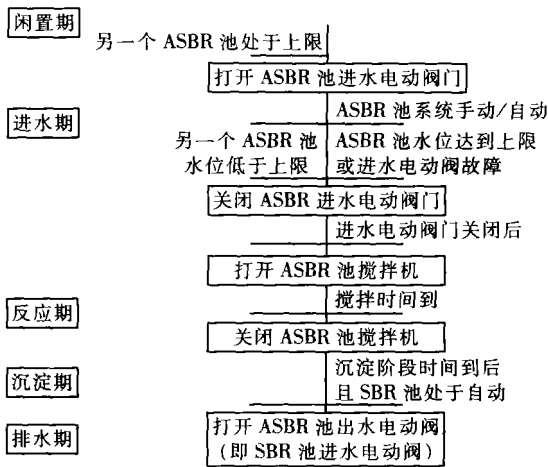 闲置期
另一个 ASBR 池处于上限
打开 ASBR 池进水电动阀门
进水期
ASBR 池系统手动/自动
另一个 ASBR 池
水位低于上限
ASBR 池水位达到上限
或进水电动阀故障
关闭 ASBR 进水电动阀门
进水电动阀门关闭后
打开 ASBR 池搅拌机
搅拌时间到
反应期
关闭 ASBR 池搅拌机
沉淀期
沉淀阶段时间到后
且 SBR 池处于自动
排水期
打开 ASBR 池出水电动阀
(即 SBR 池进水电动阀)